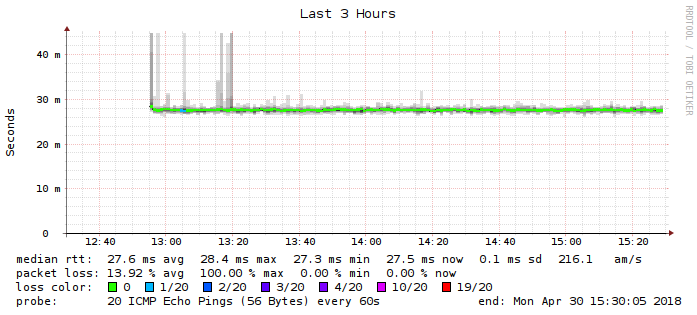 Last 3 Hours
RRDTOOL / TOBI OETIKER
Seconds
40 m
30 m
20 m
10 m
0
12:40 13:00 13:20 13:40 14:00 14:20 14:40 15:00 15:20
median rtt: 27.6 ms avg 28.4 ms max 27.3 ms min 27.5 ms now 0.1 ms sd 216.1 am/s
packet loss: 13.92 % avg 100.00 % max 0.00 % min 0.00 % now
loss color: 0 1/20 2/20 3/20 4/20 10/20 19/20
probe: 20 ICMP Echo Pings (56 Bytes) every 60s end: Mon Apr 30 15:30:05 2018